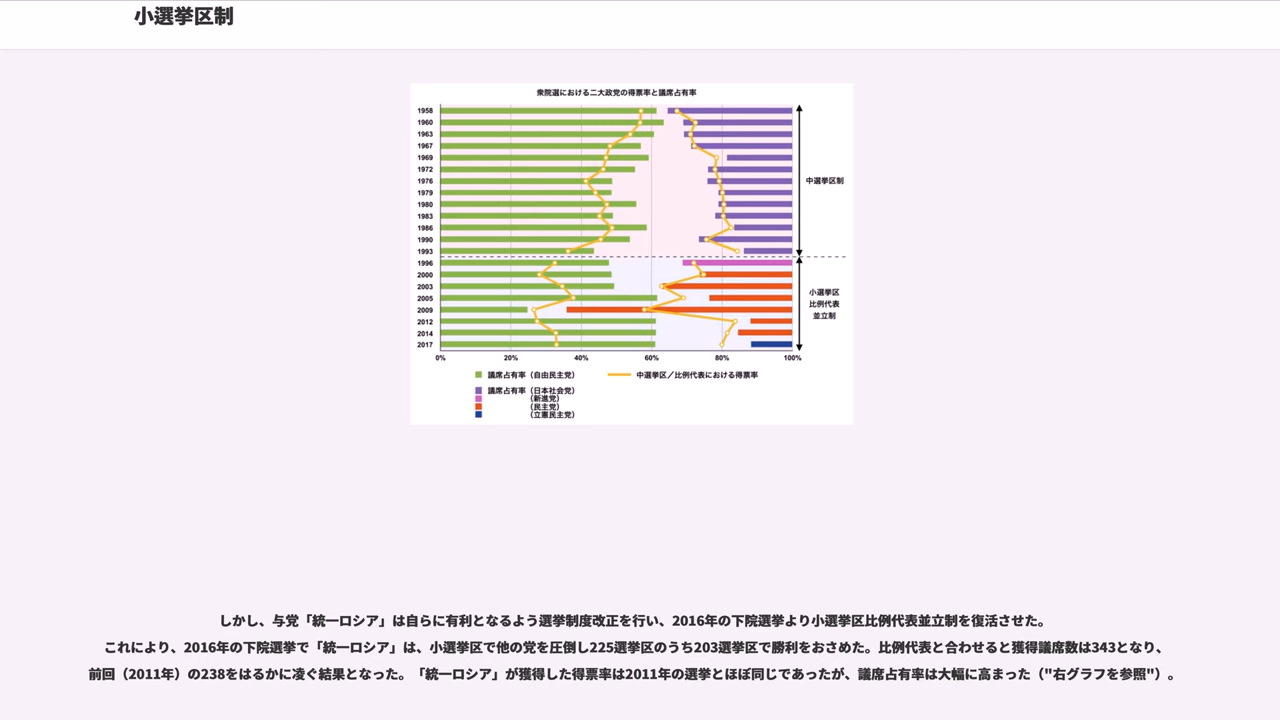 小選挙区制
衆院選における二大政党の得票率と議席占有率
1958
1960
1963
1967
1969
1972
1976
1979
1980
1983
1986
1990
1993
1996
2000
2003
2005
2009
2012
2014
2017
中選挙区制
小選挙区
比例代表
並立制
0% 20% 40% 60% 80% 100%
議席占有率（自由民主党） 中選挙区／比例代表における得票率
議席占有率（日本社会党）
（新進党）
（民主党）
（立憲民主党）
しかし、与党「統一ロシア」は自らに有利となるよう選挙制度改正を行い、2016年の下院選挙より小選挙区比例代表並立制を復活させた。
これにより、2016年の下院選挙で「統一ロシア」は、小選挙区で他の党を圧倒し225選挙区のうち203選挙区で勝利をおさめた。比例代表と合わせると獲得議席数は343となり、
前回（2011年）の238をはるかに凌ぐ結果となった。「統一ロシア」が獲得した得票率は2011年の選挙とほぼ同じであったが、議席占有率は大幅に高まった（"右グラフを参照"）。